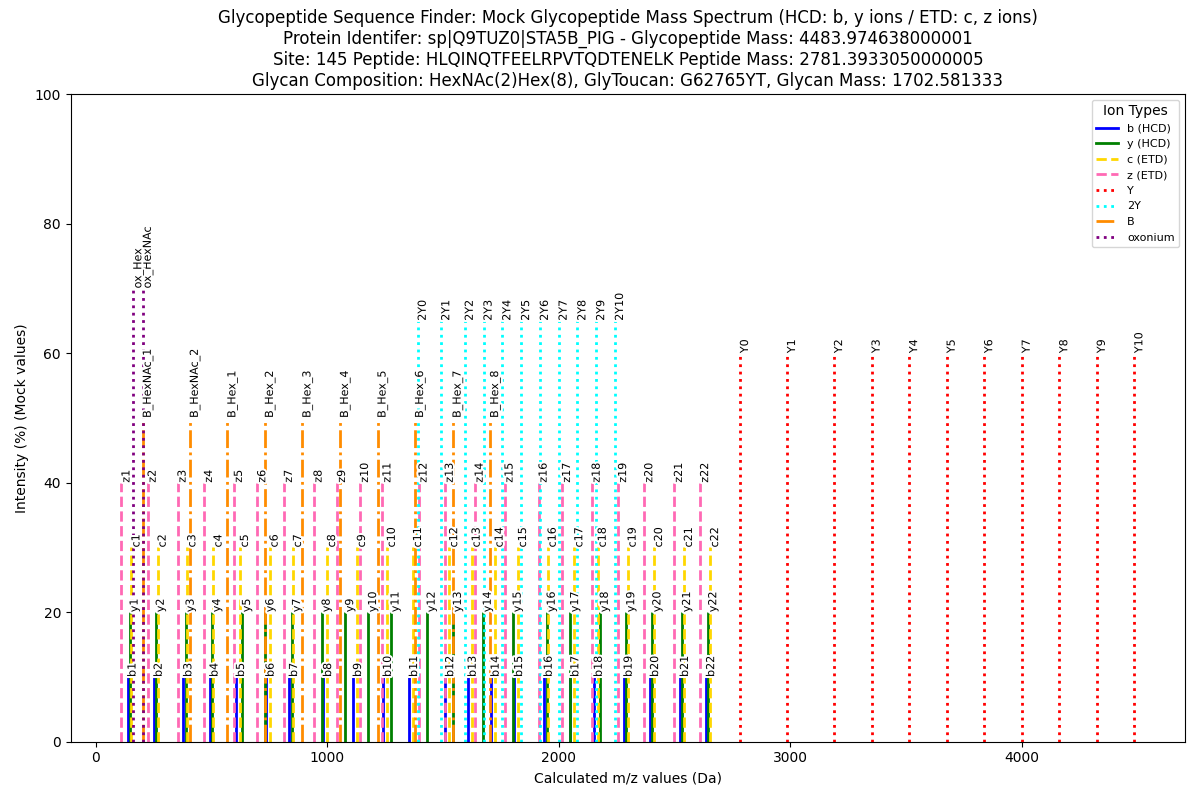 Glycopeptide Sequence Finder: Mock Glycopeptide Mass Spectrum (HCD: b, y ions / ETD: c, z ions)
Protein Identifer: sp|Q9TUZ0|STA5B_PIG - Glycopeptide Mass: 4483.974638000001
Site: 145 Peptide: HLQINQTFEELRPVTQDTENELK Peptide Mass: 2781.3933050000005
Glycan Composition: HexNAc(2)Hex(8), GlyToucan: G62765YT, Glycan Mass: 1702.581333
Ion Types
b (HCD)
y (HCD)
c (ETD)
z (ETD)
Y
2Y
B
oxonium
ox_Hex
ox_HexNAc
2Y0 2Y1 2Y2 2Y3 2Y4 2Y5 2Y6 2Y7 2Y8 2Y9 2Y10
Y0 Y1 Y2 Y3 Y4 Y5 Y6 Y7 Y8 Y9 Y10
B_HexNAc_1 B_HexNAc_2 B_Hex_1 B_Hex_2 B_Hex_3 B_Hex_4 B_Hex_5 B_Hex_6 B_Hex_7 B_Hex_8
z1 z2 z3 z4 z5 z6 z7 z8 z9 z10 z11 z12 z13 z14 z15 z16 z17 z18 z19 z20 z21 z22
c1 c2 c3 c4 c5 c6 c7 c8 c9 c10 c11 c12 c13 c14 c15 c16 c17 c18 c19 c20 c21 c22
y1 y2 y3 y4 y5 y6 y7 y8 y9 y10 y11 y12 y13 y14 y15 y16 y17 y18 y19 y20 y21 y22
b1 b2 b3 b4 b5 b6 b7 b8 b9 b10 b11 b12 b13 b14 b15 b16 b17 b18 b19 b20 b21 b22
100
80
60
40
20
0
Intensity (%) (Mock values)
0 1000 2000 3000 4000
Calculated m/z values (Da)